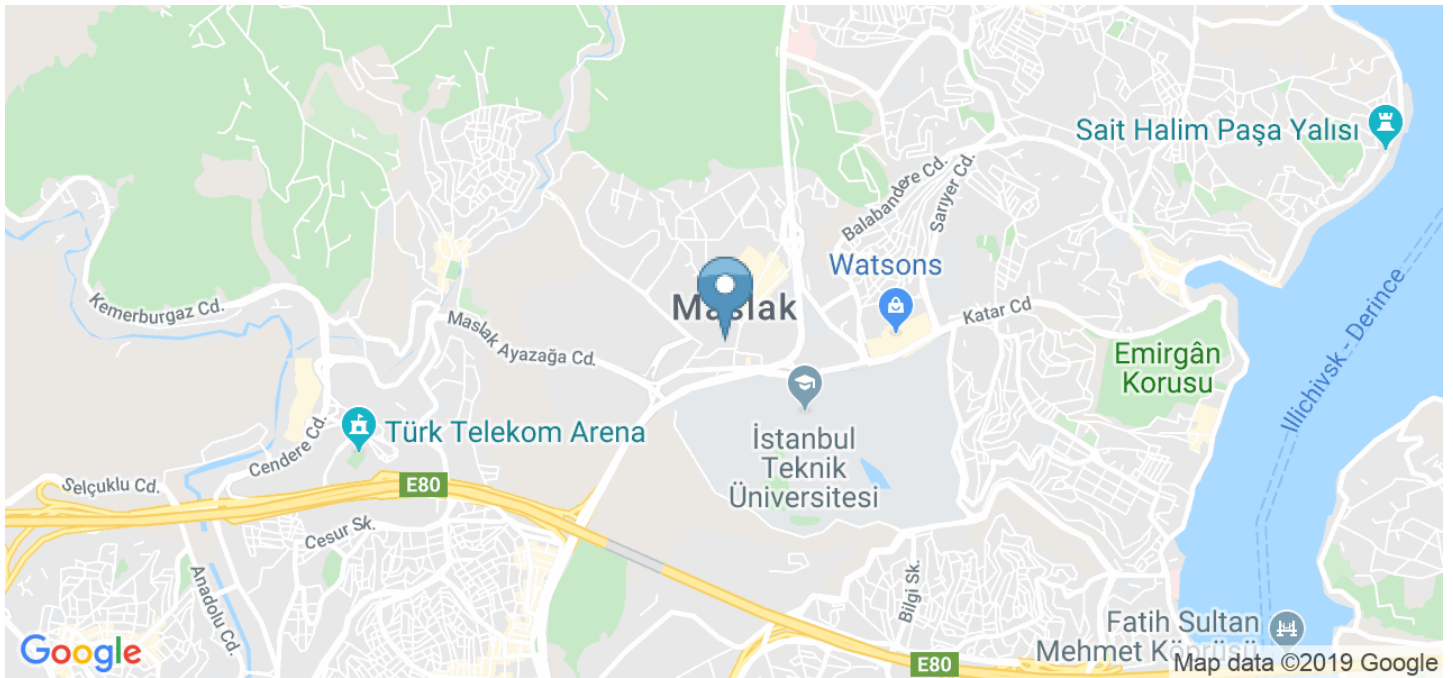 Sait Halim Paşa Yalısı
Balabandere Cd.
Sarıyer Cd.
Watsons
Maslak
Kemerburgaz Cd.
Katar Cd
Maslak Ayazağa Cd.
Emirgân
Korusu
Illichivsk - Derince
Türk Telekom Arena
Cendere Cd.
İstanbul
Teknik
Üniversitesi
Selçuklu Cd.
E80
Cesur Sk.
Anadolu Cd.
Bilgi Sk.
Fatih Sultan
Mehmet Köprüsü
E80
Google
Map data ©2019 Google